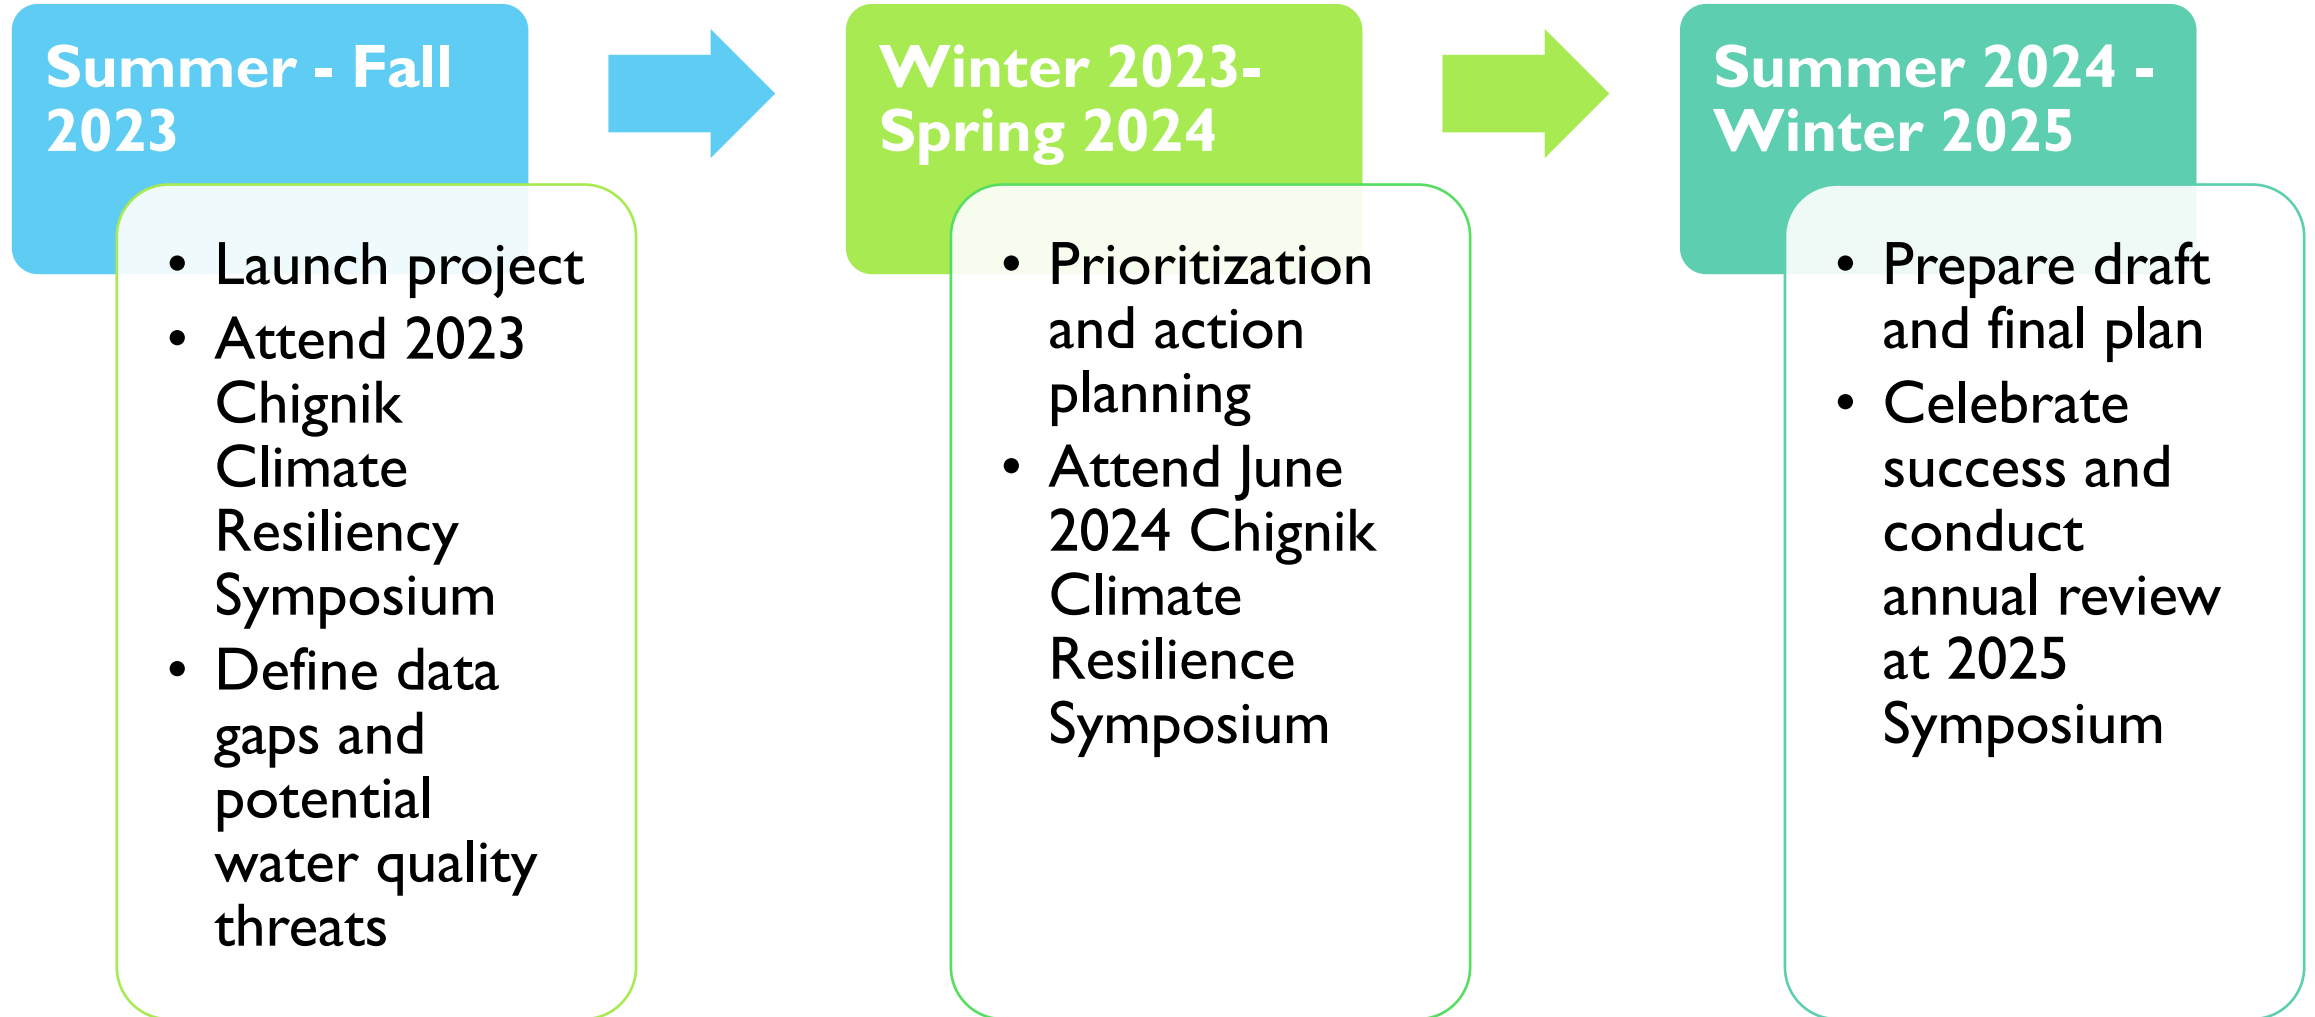 Summer - Fall
2023
• Launch project
• Attend 2023
Chignik
Climate
Resiliency
Symposium
• Define data
gaps and
potential
water quality
threats
Winter 2023-
Spring 2024
• Prioritization
and action
planning
• Attend June
2024 Chignik
Climate
Resilience
Symposium
Summer 2024 -
Winter 2025
• Prepare draft
and final plan
• Celebrate
success and
conduct
annual review
at 2025
Symposium